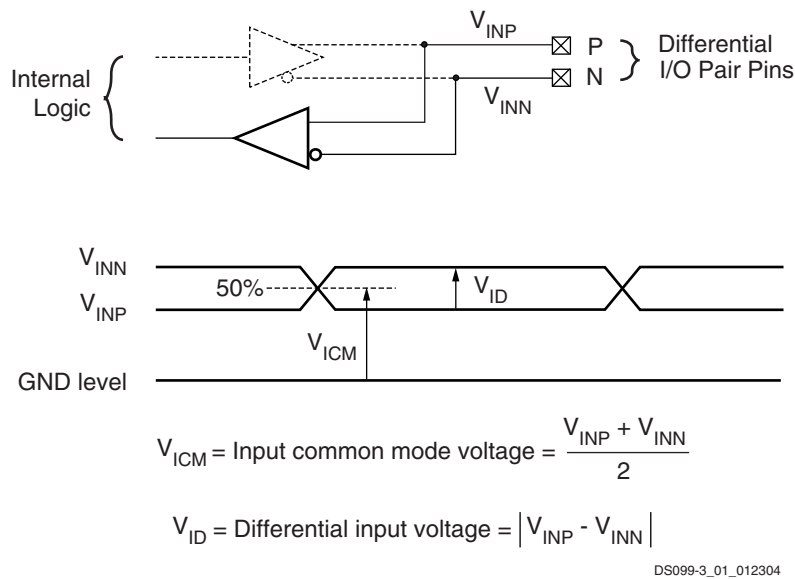 V_INP
P
N
Differential
I/O Pair Pins
Internal
Logic
V_INN
V_INN
50%
V_ID
V_INP
V_ICM
GND level
V_ICM = Input common mode voltage = (V_INP + V_INN) / 2
V_ID = Differential input voltage = |V_INP - V_INN|
DS099-3_01_012304